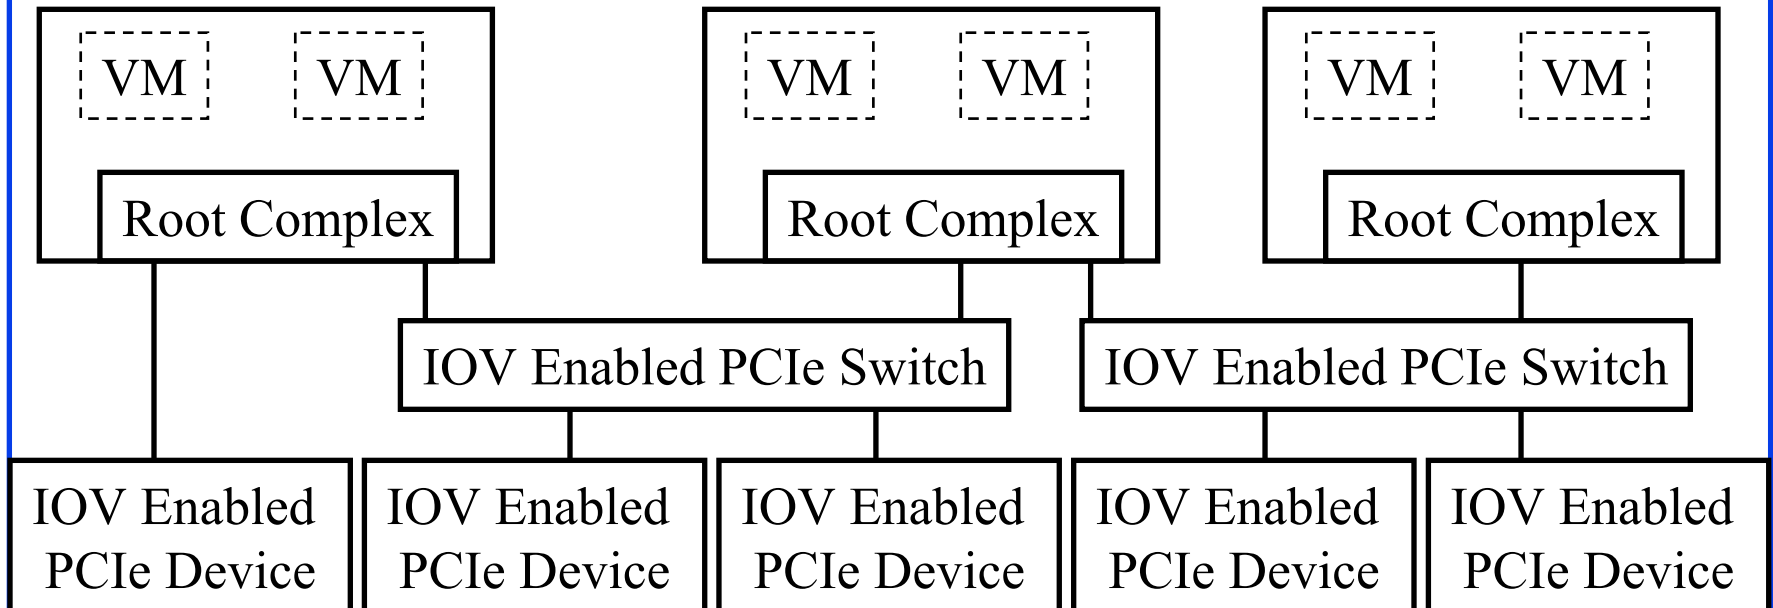 VM VM VM VM VM VM
Root Complex Root Complex Root Complex
IOV Enabled PCIe Switch IOV Enabled PCIe Switch
IOV Enabled IOV Enabled IOV Enabled IOV Enabled IOV Enabled
PCIe Device PCIe Device PCIe Device PCIe Device PCIe Device